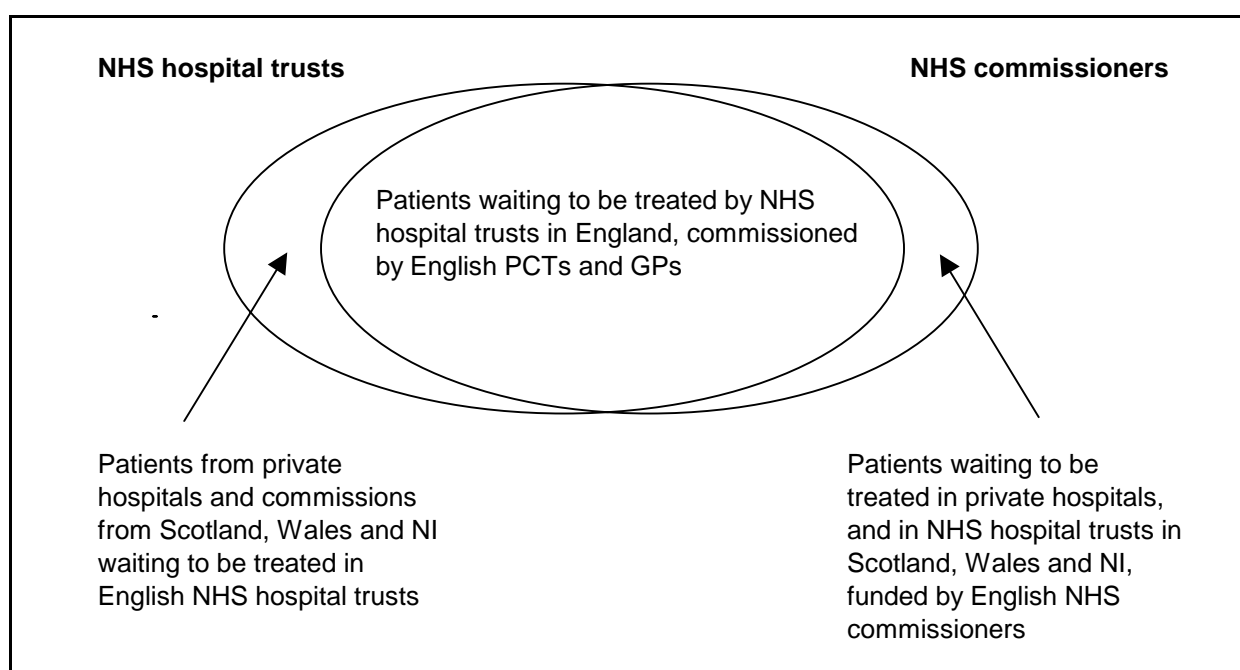 NHS hospital trusts
NHS commissioners
Patients waiting to be treated by NHS
hospital trusts in England, commissioned
by English PCTs and GPs
-
Patients from private
hospitals and commissions
from Scotland, Wales and NI
waiting to be treated in
English NHS hospital trusts
Patients waiting to be
treated in private hospitals,
and in NHS hospital trusts in
Scotland, Wales and NI,
funded by English NHS
commissioners